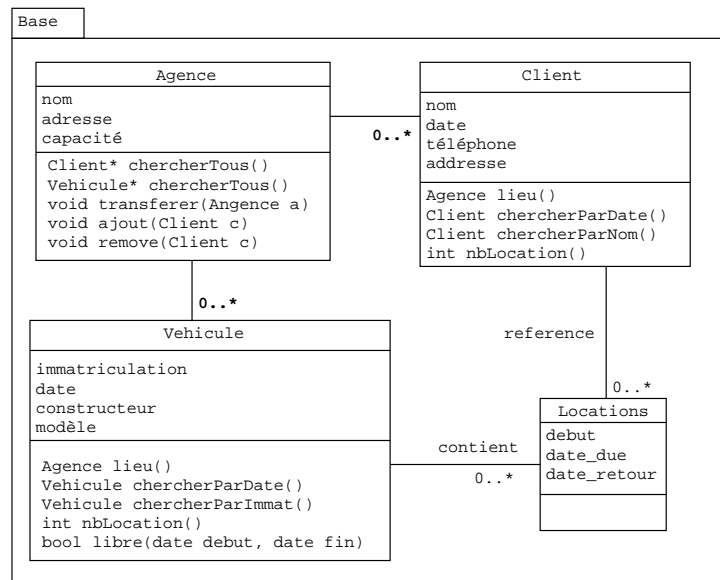 Base
Agence
nom
adresse
capacité
Client* chercherTous()
Vehicule* chercherTous()
void transferer(Angence a)
void ajout(Client c)
void remove(Client c)
0..*
Client
nom
date
téléphone
addresse
Agence lieu()
Client chercherParDate()
Client chercherParNom()
int nbLocation()
0..*
Vehicule
immatriculation
date
constructeur
modèle
Agence lieu()
Vehicule chercherParDate()
Vehicule chercherParImmat()
int nbLocation()
bool libre(date debut, date fin)
reference
0..*
contient
0..*
Locations
debut
date_due
date_retour